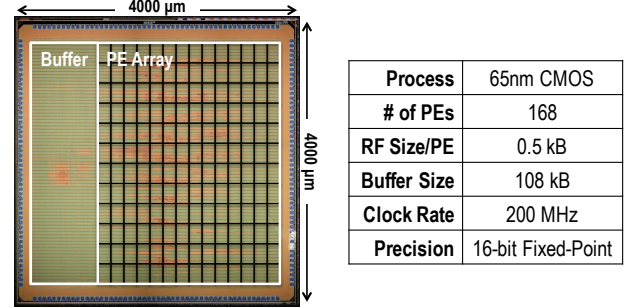 4000 µm
Buffer
PE Array
4000 µm
Process 65nm CMOS
# of PEs 168
RF Size/PE 0.5 kB
Buffer Size 108 kB
Clock Rate 200 MHz
Precision 16-bit Fixed-Point